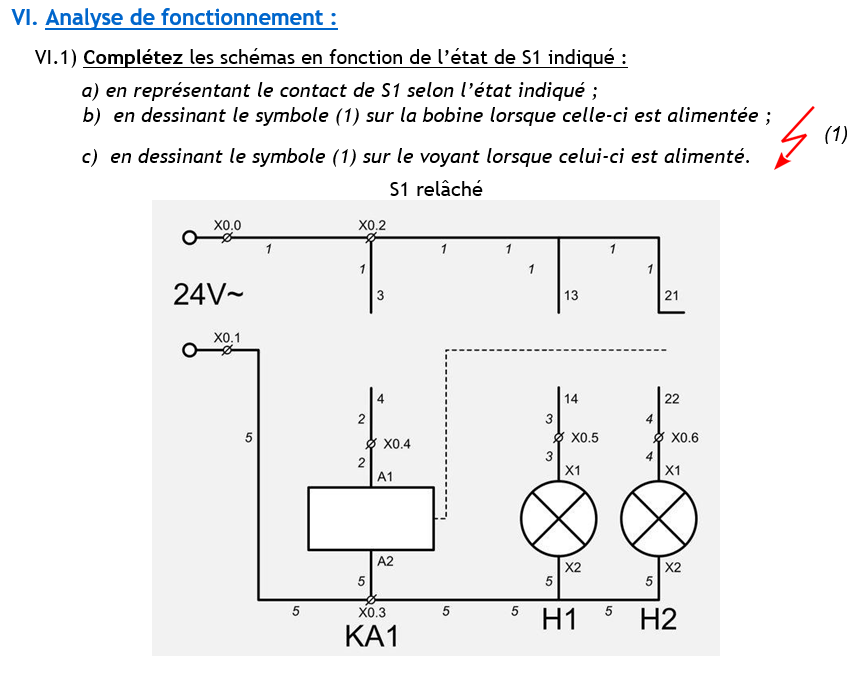 VI. Analyse de fonctionnement :
VI.1) Complétez les schémas en fonction de l’état de S1 indiqué :
a) en représentant le contact de S1 selon l’état indiqué ;
b) en dessinant le symbole (1) sur la bobine lorsque celle-ci est alimentée ;
(1)
c) en dessinant le symbole (1) sur le voyant lorsque celui-ci est alimenté.
S1 relâché
X0.0 X0.2
1 1 1 1
1 1 1
24V~ 3 13 21
X0.1
4 14 22
2 3 4
5 X0.4 X0.5 X0.6
2 3 4
A1 X1 X1
A2 X2 X2
5 5 5
5 X0.3 5 5 5
KA1 H1 H2